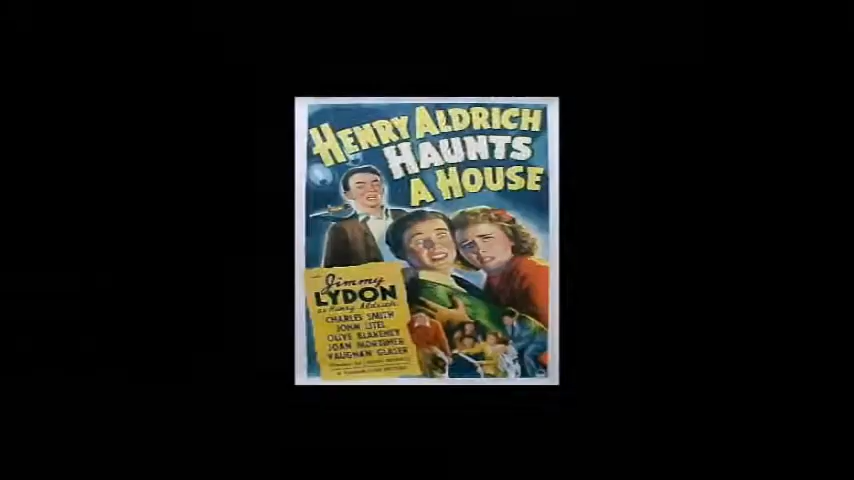 HENRY ALDRICH
HAUNTS
A HOUSE
Jimmy
LYDON
as Henry Aldrich
CHARLES SMITH
JOHN LITEL
OLIVE BLAKENEY
JOAN MORTIMER
VAUGHAN GLASER